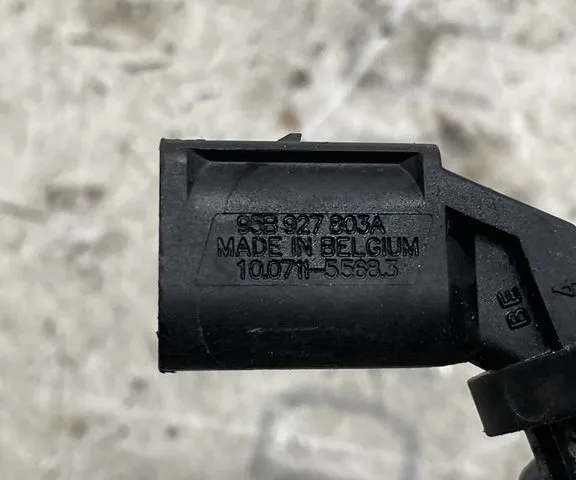 95B 927 803A
MADE IN BELGIUM
10.0711-5568.3
BE